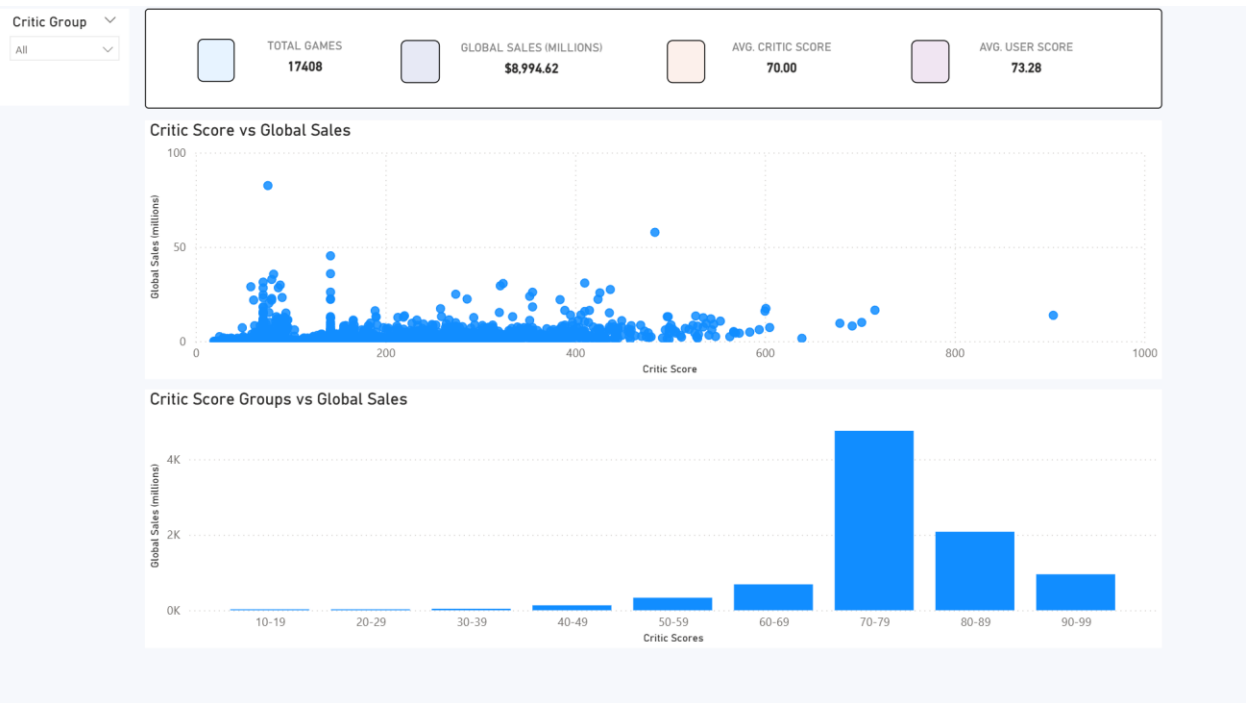 Critic Group
All
TOTAL GAMES
17408
GLOBAL SALES (MILLIONS)
$8,994.62
AVG. CRITIC SCORE
70.00
AVG. USER SCORE
73.28
Critic Score vs Global Sales
Global Sales (millions)
100
50
0
0 200 400 600 800 1000
Critic Score
Critic Score Groups vs Global Sales
Global Sales (millions)
4K
2K
0K
10-19 20-29 30-39 40-49 50-59 60-69 70-79 80-89 90-99
Critic Scores